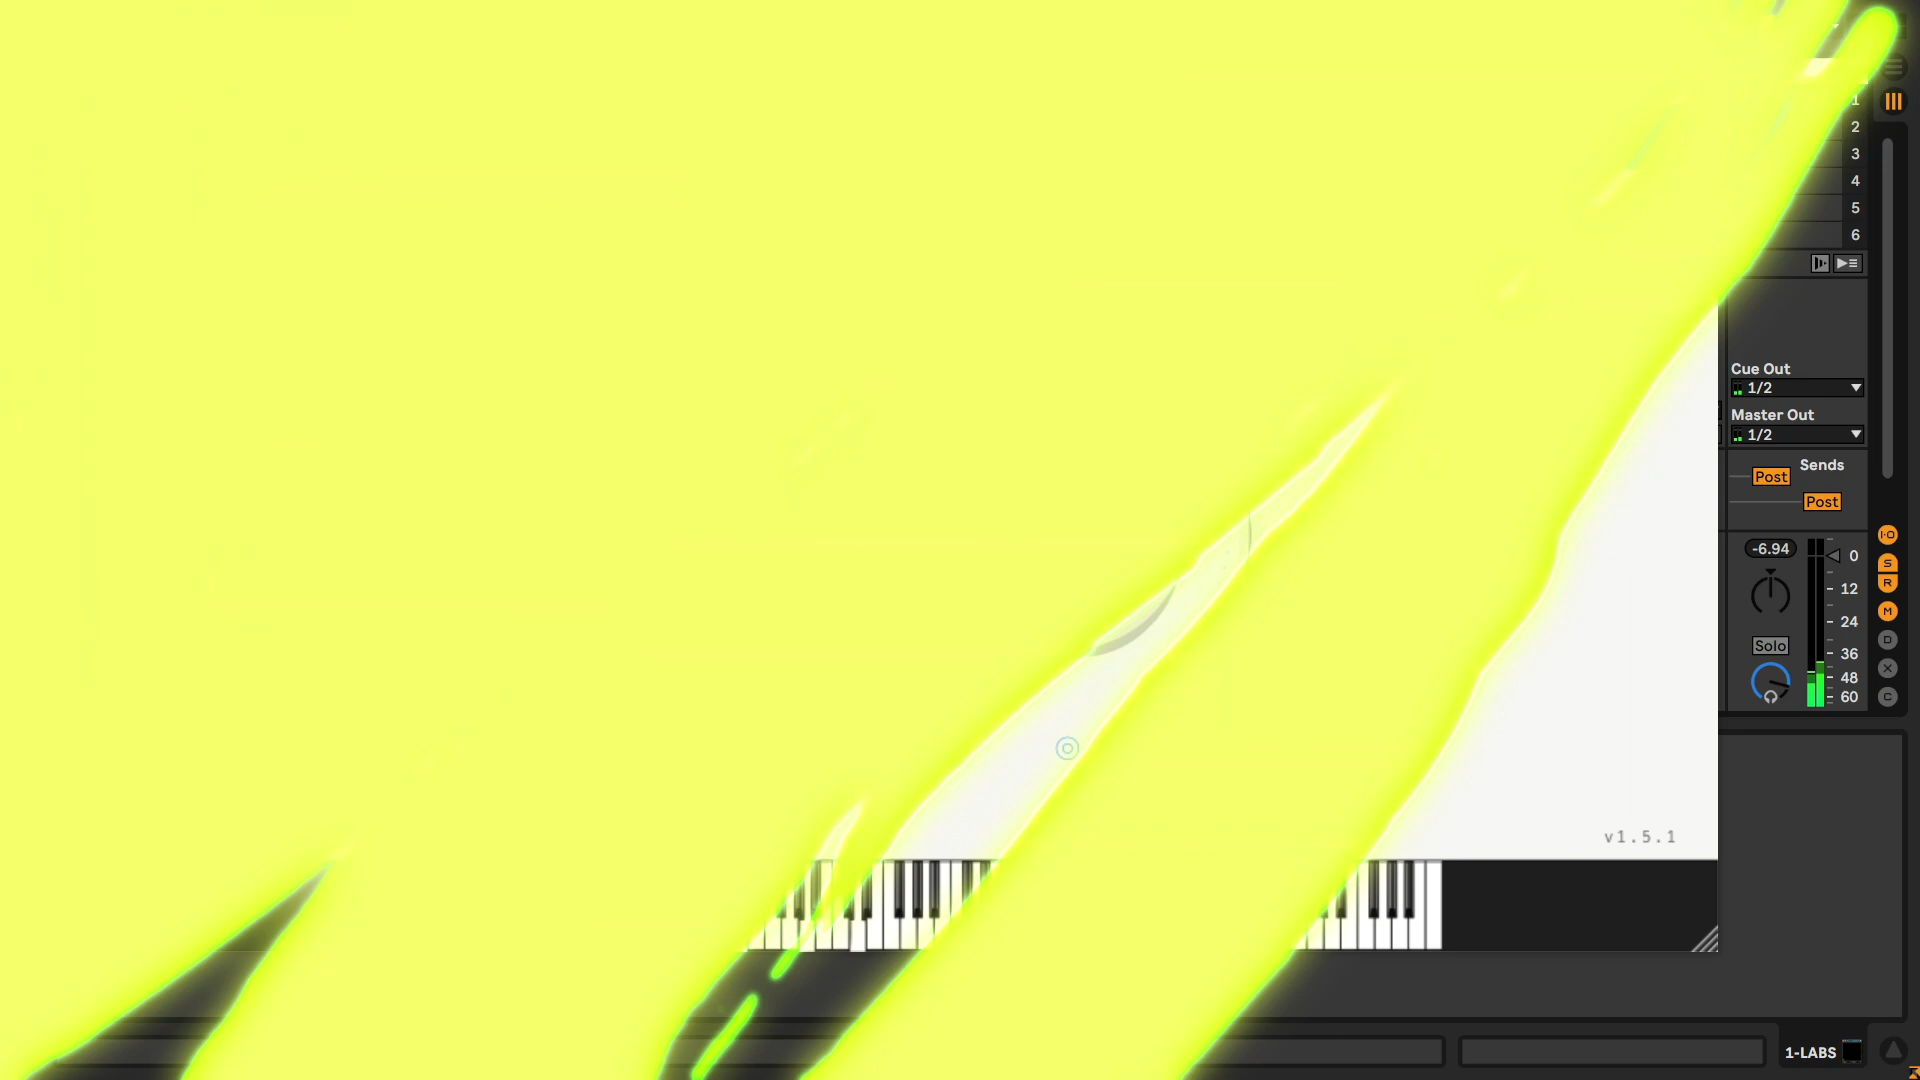 1
2
3
4
5
6
Cue Out
1/2
Master Out
1/2
Sends
Post
Post
-6.94
0
12
24
36
48
60
Solo
I·O
S
R
M
D
X
C
v1.5.1
1-LABS